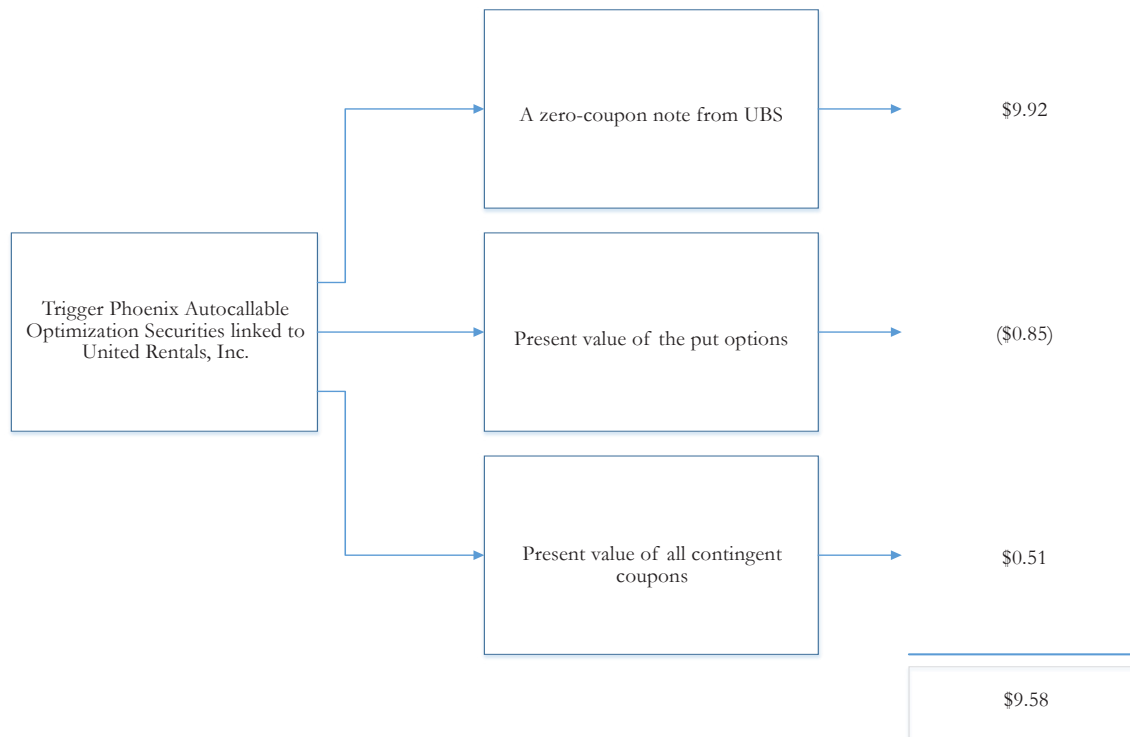 A zero-coupon note from UBS
$9.92
Trigger Phoenix Autocallable
Optimization Securities linked to
United Rentals, Inc.
Present value of the put options
($0.85)
Present value of all contingent
coupons
$0.51
$9.58